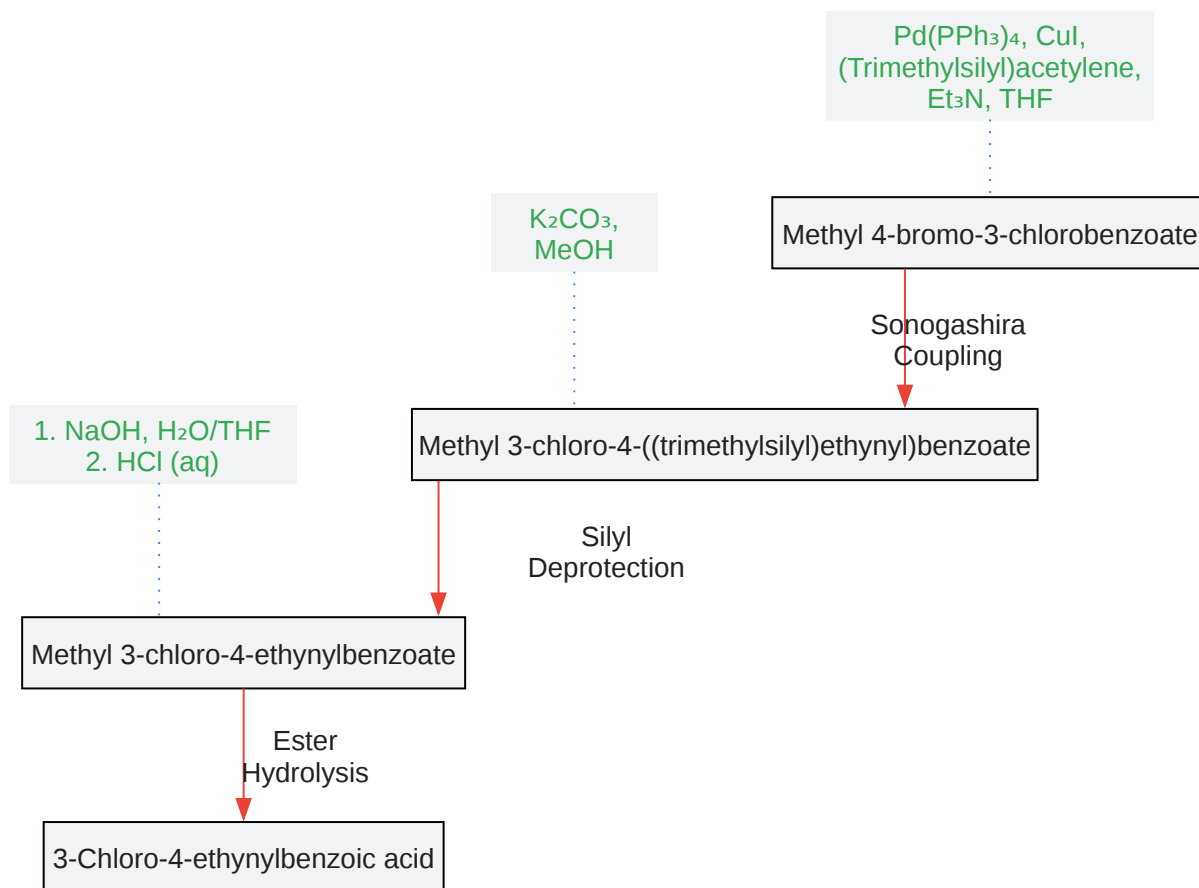 Pd(PPh₃)₄, CuI,
(Trimethylsilyl)acetylene,
Et₃N, THF
Methyl 4-bromo-3-chlorobenzoate
K₂CO₃,
MeOH
Sonogashira
Coupling
Methyl 3-chloro-4-((trimethylsilyl)ethynyl)benzoate
1. NaOH, H₂O/THF
2. HCl (aq)
Silyl
Deprotection
Methyl 3-chloro-4-ethynylbenzoate
Ester
Hydrolysis
3-Chloro-4-ethynylbenzoic acid